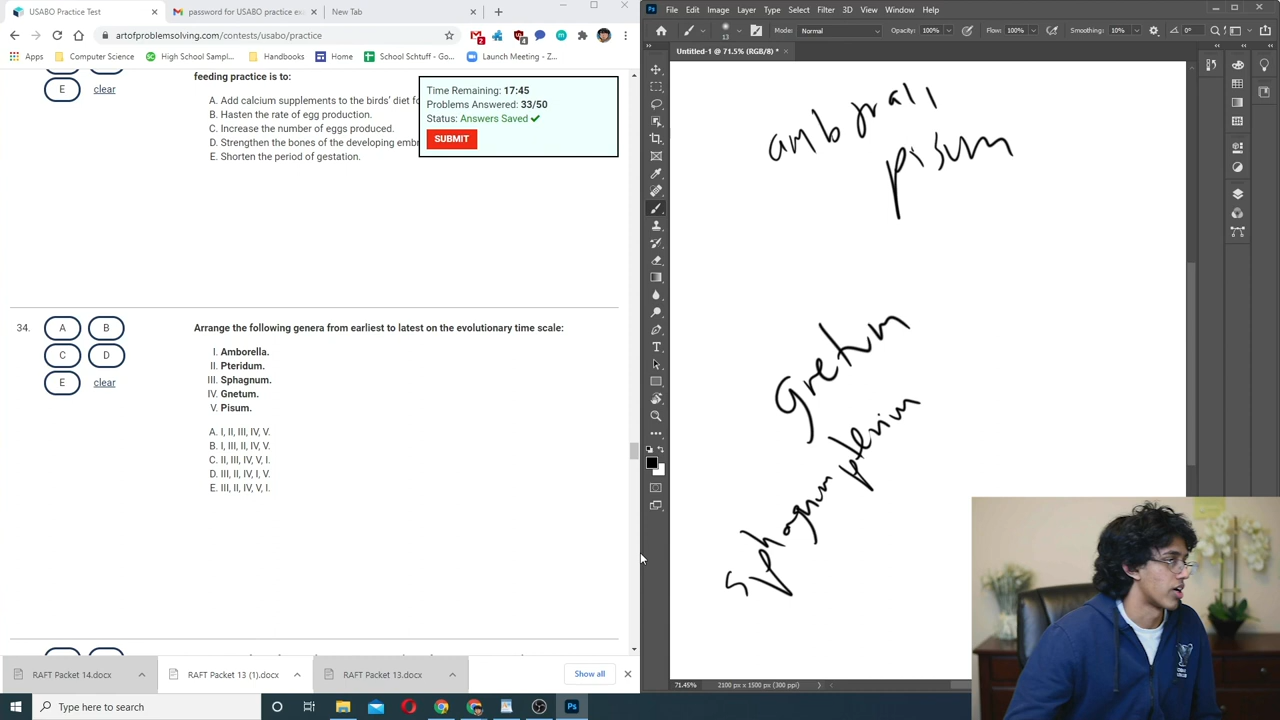 USABO Practice Test
password for USABO practice ex
New Tab
artofproblemsolving.com/contests/usabo/practice
Apps
Computer Science
High School Sampl...
Handbooks
Home
School Schtuff - Go...
Launch Meeting - Z...
feeding practice is to:
E
clear
A. Add calcium supplements to the birds' diet fo
B. Hasten the rate of egg production.
C. Increase the number of eggs produced.
D. Strengthen the bones of the developing embr
E. Shorten the period of gestation.
Time Remaining: 17:45
Problems Answered: 33/50
Status: Answers Saved
SUBMIT
34.
A B
C D
E clear
Arrange the following genera from earliest to latest on the evolutionary time scale:
I. Amborella.
II. Pteridum.
III. Sphagnum.
IV. Gnetum.
V. Pisum.
A. I, II, III, IV, V.
B. I, III, II, IV, V.
C. II, III, IV, V, I.
D. III, II, IV, I, V.
E. III, II, IV, V, I.
RAFT Packet 14.docx
RAFT Packet 13 (1).docx
RAFT Packet 13.docx
Show all
Type here to search
Ps
File Edit Image Layer Type Select Filter 3D View Window Help
Mode: Normal
Opacity: 100%
Flow: 100%
Smoothing: 10%
0°
13
Untitled-1 @ 71.5% (RGB/8) *
pisum
Gnetum
Sphagnum
71.45%
2100 px x 1500 px (300 ppi)